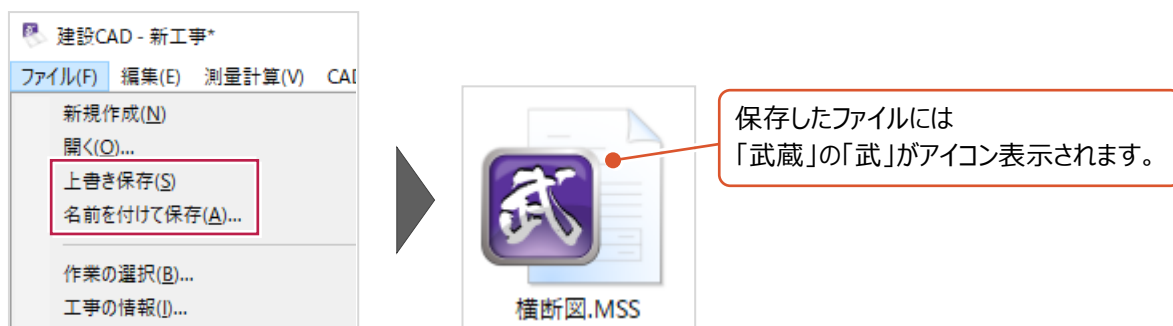 建設CAD - 新工事*
ファイル(F) 編集(E) 測量計算(V) CAD
新規作成(N)
開く(O)...
上書き保存(S)
名前を付けて保存(A)...
作業の選択(B)...
工事の情報(I)...
武
横断図.MSS
保存したファイルには
「武蔵」の「武」がアイコン表示されます。